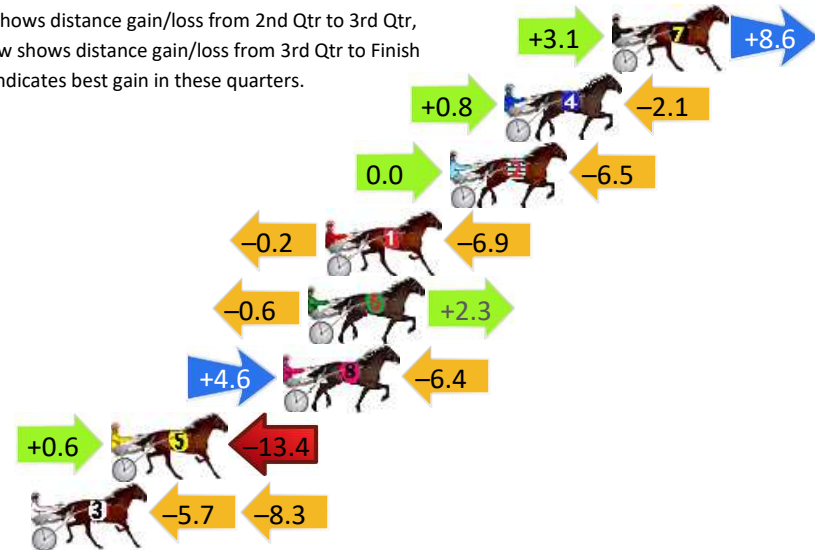 hows distance gain/loss from 2nd Qtr to 3rd Qtr,
w shows distance gain/loss from 3rd Qtr to Finish
ndicates best gain in these quarters.
+3.1 7 +8.6
+0.8 4 −2.1
0.0 2 −6.5
−0.2 1 −6.9
−0.6 6 +2.3
+4.6 8 −6.4
+0.6 5 −13.4
3 −5.7 −8.3